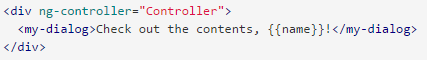 <div ng-controller="Controller">
  <my-dialog>Check out the contents, {{name}}!</my-dialog>
</div>